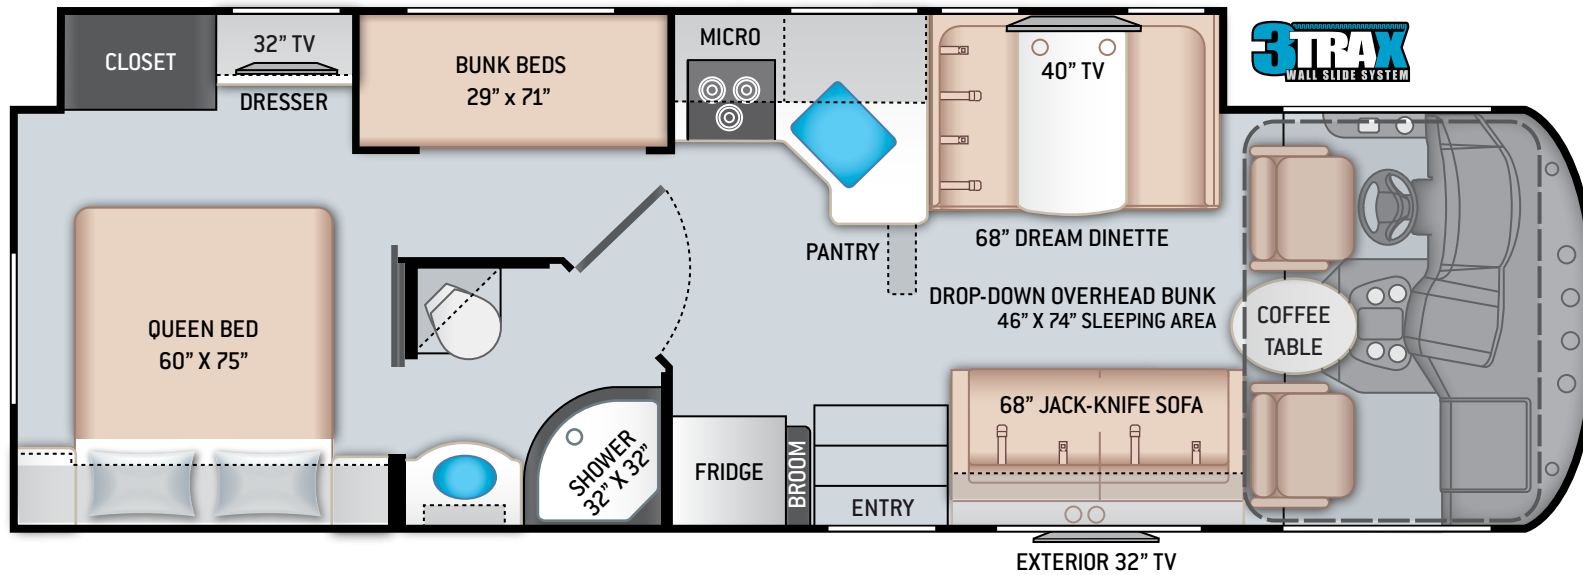 CLOSET
32” TV
DRESSER
BUNK BEDS
29” x 71”
MICRO
40” TV
3TRAX
WALL SLIDE SYSTEM
PANTRY
68” DREAM DINETTE
DROP-DOWN OVERHEAD BUNK
46” X 74” SLEEPING AREA
COFFEE
TABLE
QUEEN BED
60” X 75”
68” JACK-KNIFE SOFA
SHOWER
32” X 32”
FRIDGE
BROOM
ENTRY
EXTERIOR 32” TV